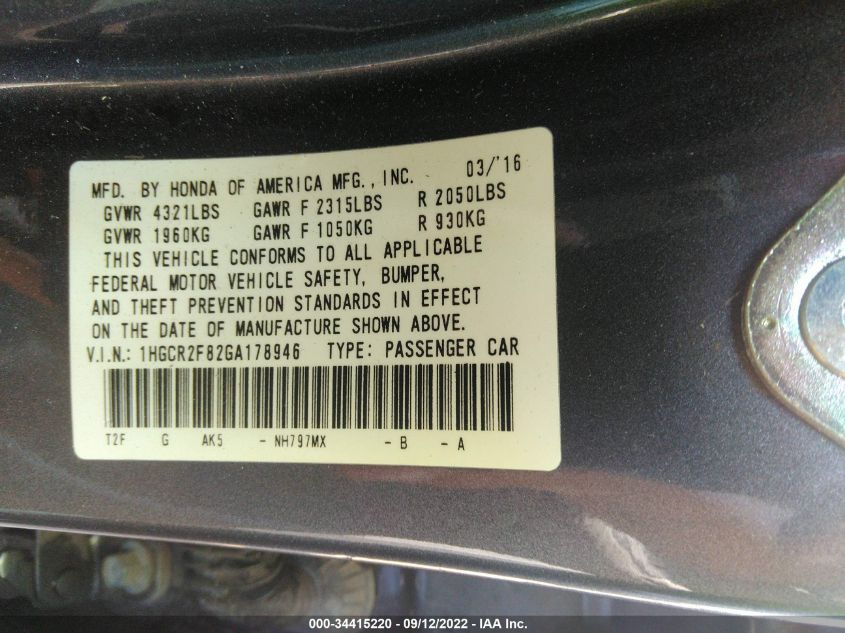 MFD. BY HONDA OF AMERICA MFG., INC. 03/'16
GVWR 4321LBS GAWR F 2315LBS R 2050LBS
GVWR 1960KG GAWR F 1050KG R 930KG
THIS VEHICLE CONFORMS TO ALL APPLICABLE
FEDERAL MOTOR VEHICLE SAFETY, BUMPER,
AND THEFT PREVENTION STANDARDS IN EFFECT
ON THE DATE OF MANUFACTURE SHOWN ABOVE.
V.I.N.: 1HGCR2F82GA178946 TYPE: PASSENGER CAR
T2F G AK5 - NH797MX - B - A
000-34415220 - 09/12/2022 - IAA Inc.